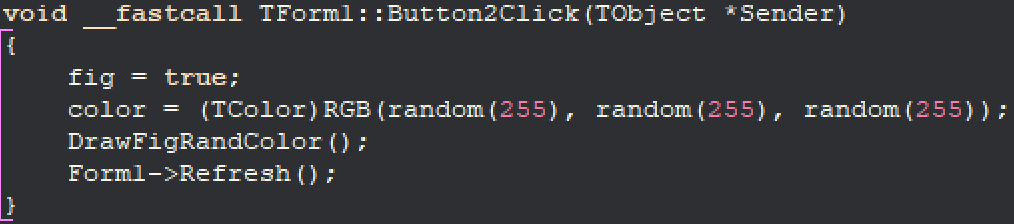 void __fastcall TForm1::Button2Click(TObject *Sender)
{
    fig = true;
    color = (TColor)RGB(random(255), random(255), random(255));
    DrawFigRandColor();
    Form1->Refresh();
}